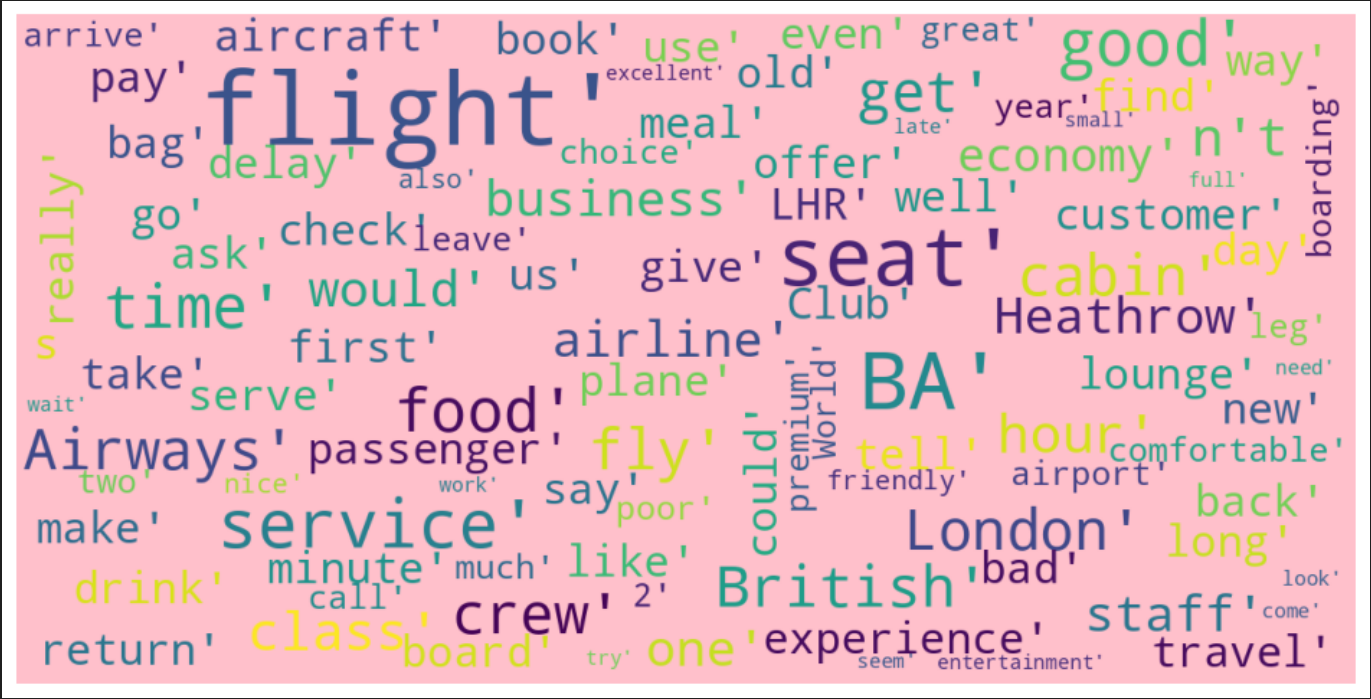 arrive' aircraft' book' use' even' great' good' way'
pay' flight' excellent' old' get' year' find'
bag' delay' also' choice' meal' late' small' n't boarding'
offer' economy' full'
really' go' business' LHR' well' customer'
ask' check' leave' us' give' seat' cabin' day'
time' would' Club' Heathrow' leg'
s first' airline'
take' serve' food' plane' premium' World' BA' lounge' need'
wait' new'
Airways' passenger' fly' could' tell' hour' comfortable'
two' nice' work' say' poor' friendly' airport' back'
make' service' London' long'
minute' much' like' bad' look'
drink' call' crew' 2' British' staff' come'
return' class' board' try' one' experience' seem' entertainment' travel'